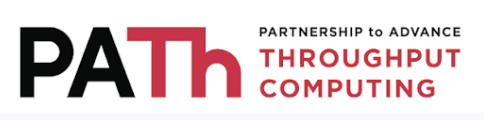 PATh
PARTNERSHIP to ADVANCE
THROUGHPUT
COMPUTING